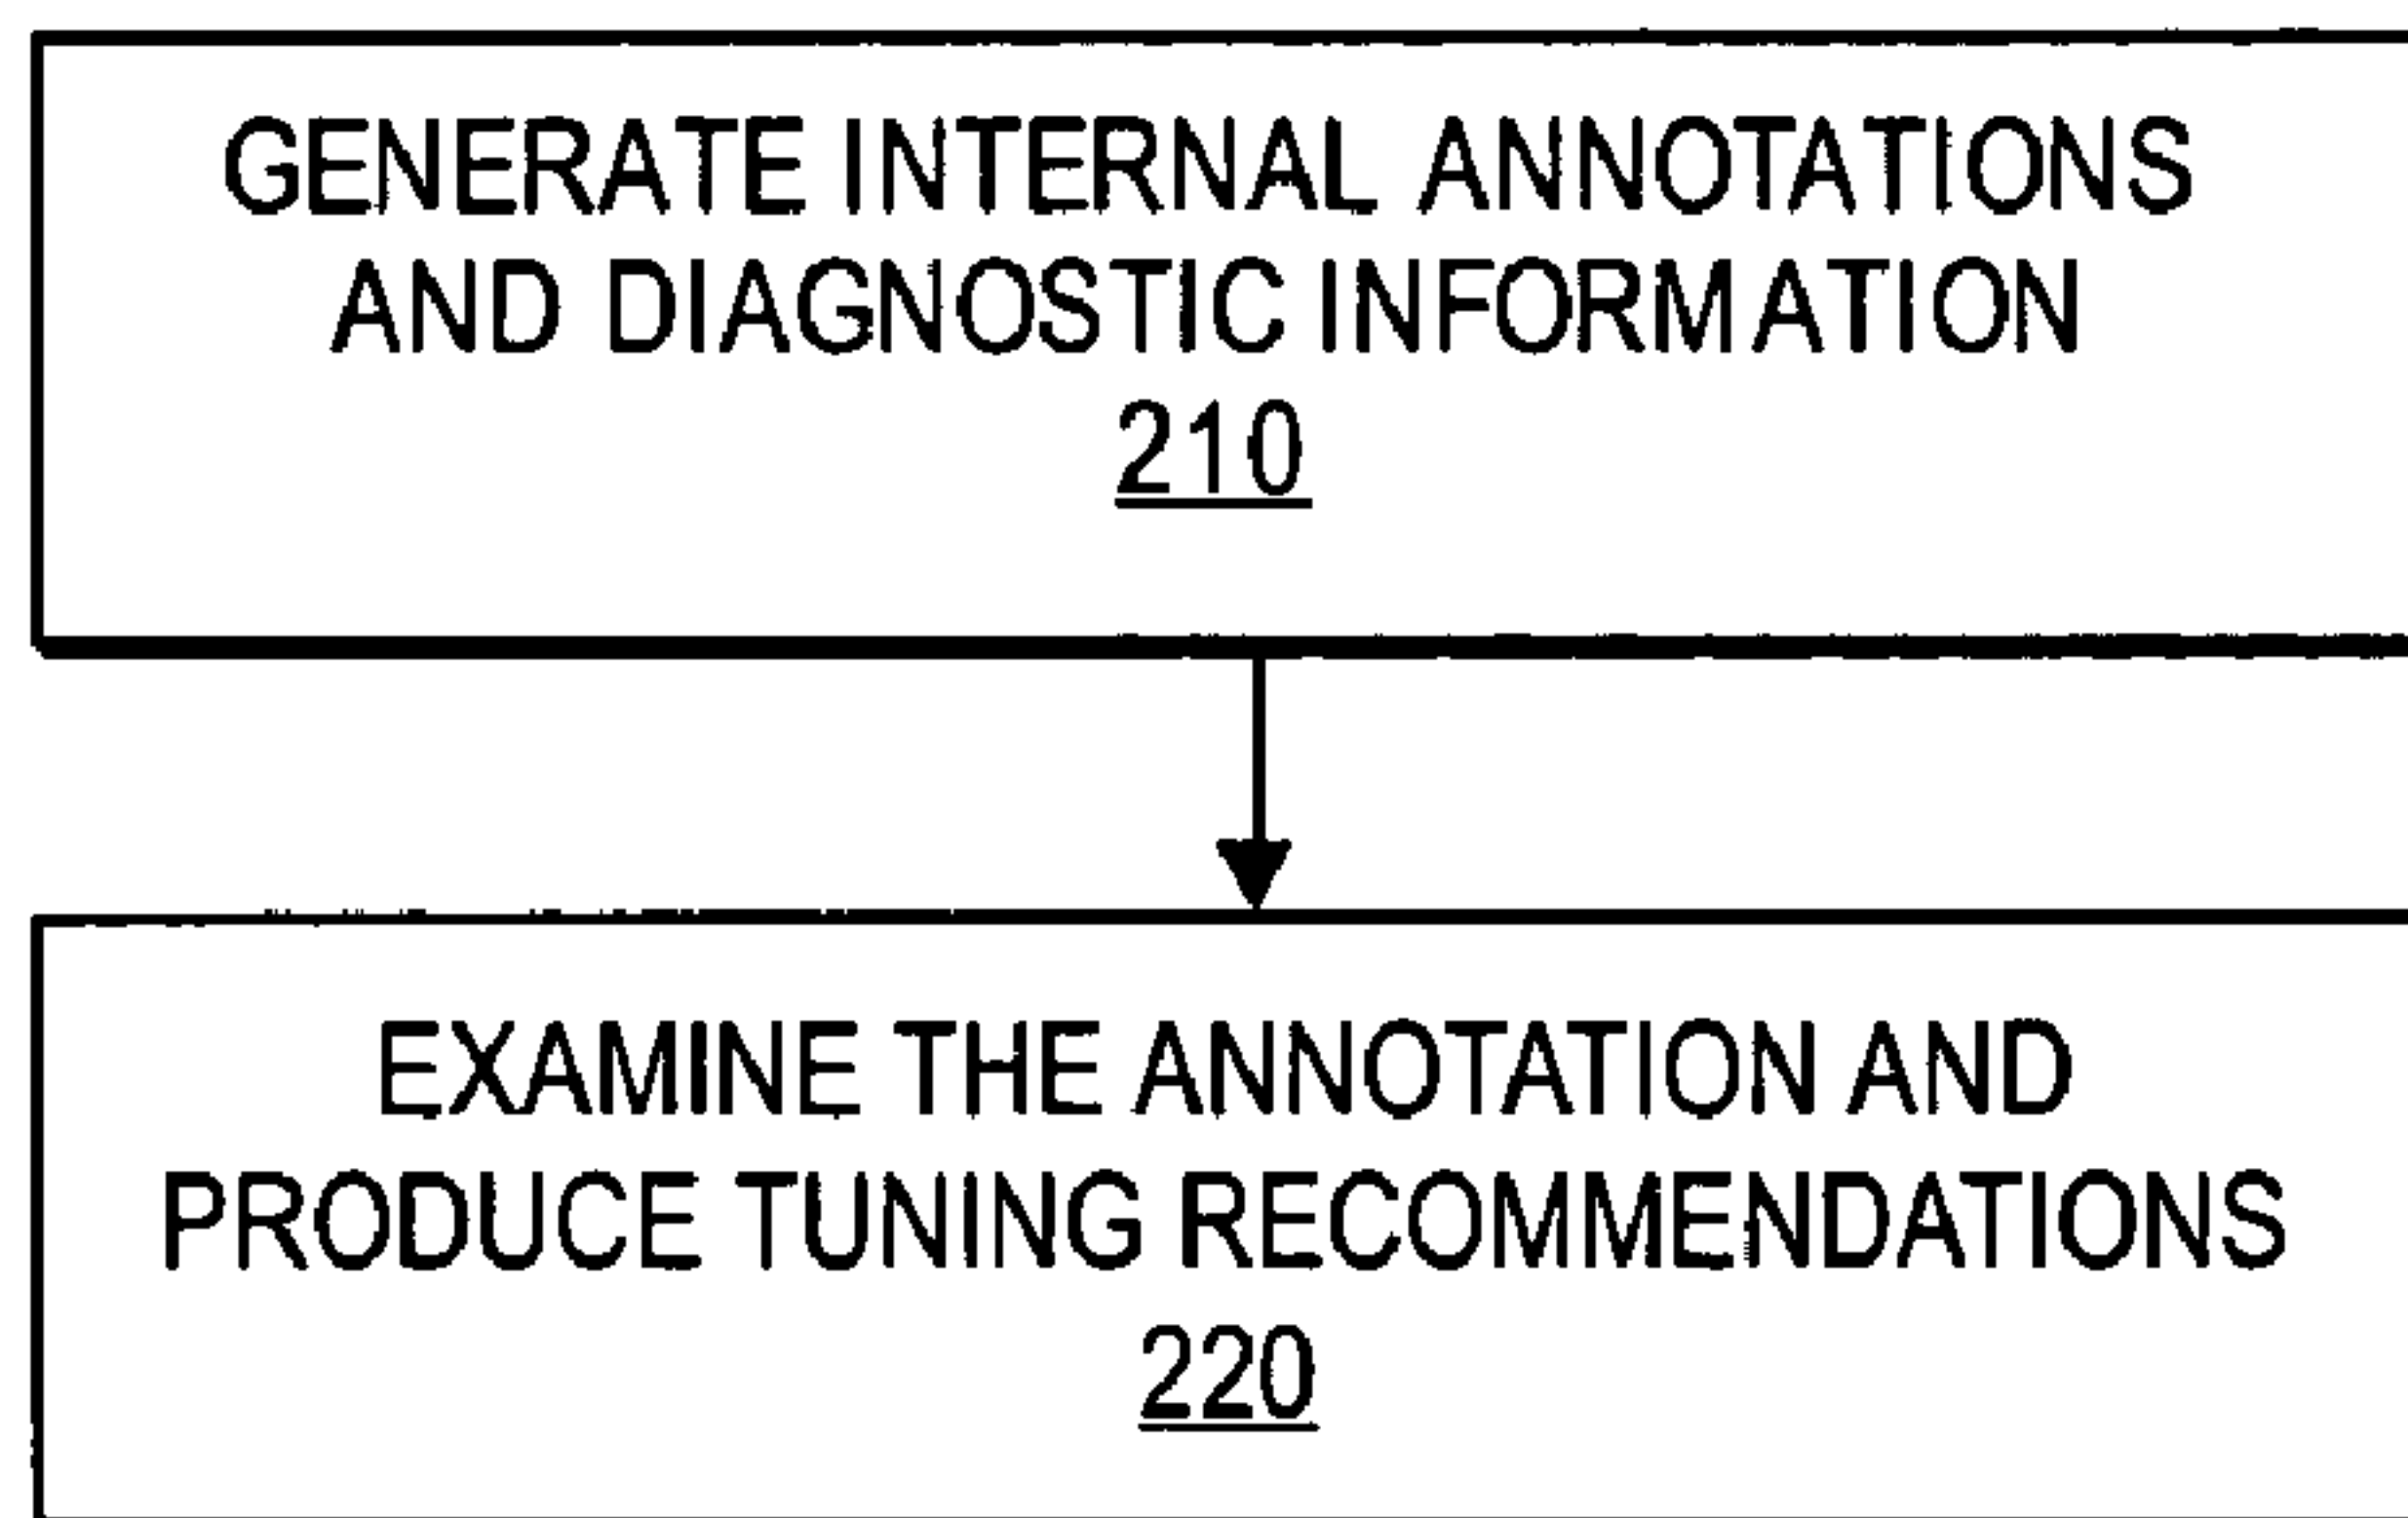 GENERATE INTERNAL ANNOTATIONS
AND DIAGNOSTIC INFORMATION
210
EXAMINE THE ANNOTATION AND
PRODUCE TUNING RECOMMENDATIONS
220